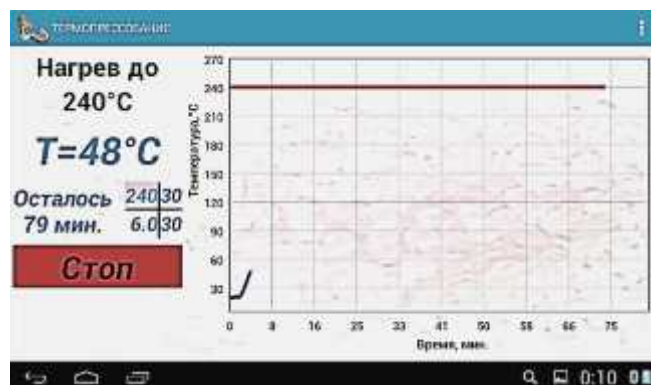 ТЕРМОПРЕССОВАНИЕ
Нагрев до
240°C
T=48°C
Осталось
79 мин.
240 30
6.0 30
Стоп
Температура,°C
270
240
210
180
150
120
90
60
30
0 8 16 25 33 41 50 58 66 75
Время, мин.
0:10